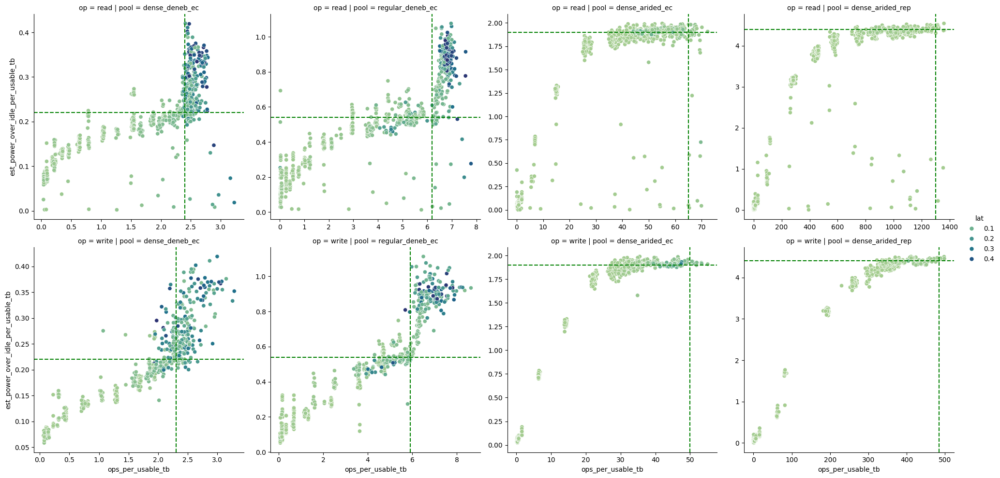 op = read | pool = dense_deneb_ec
op = read | pool = regular_deneb_ec
op = read | pool = dense_arided_ec
op = read | pool = dense_arided_rep
est_power_over_idle_per_usable_tb
0.4
0.3
0.2
0.1
0.0
0.0 0.5 1.0 1.5 2.0 2.5 3.0
1.0
0.8
0.6
0.4
0.2
0.0
0 1 2 3 4 5 6 7 8
2.00
1.75
1.50
1.25
1.00
0.75
0.50
0.25
0.00
0 10 20 30 40 50 60 70
4
3
2
1
0
0 200 400 600 800 1000 1200 1400
lat
0.1
0.2
0.3
0.4
op = write | pool = dense_deneb_ec
op = write | pool = regular_deneb_ec
op = write | pool = dense_arided_ec
op = write | pool = dense_arided_rep
est_power_over_idle_per_usable_tb
0.40
0.35
0.30
0.25
0.20
0.15
0.10
0.05
0.0 0.5 1.0 1.5 2.0 2.5 3.0
ops_per_usable_tb
1.0
0.8
0.6
0.4
0.2
0.0
0 2 4 6 8
ops_per_usable_tb
2.00
1.75
1.50
1.25
1.00
0.75
0.50
0.25
0.00
0 10 20 30 40 50
ops_per_usable_tb
4
3
2
1
0
0 100 200 300 400 500
ops_per_usable_tb